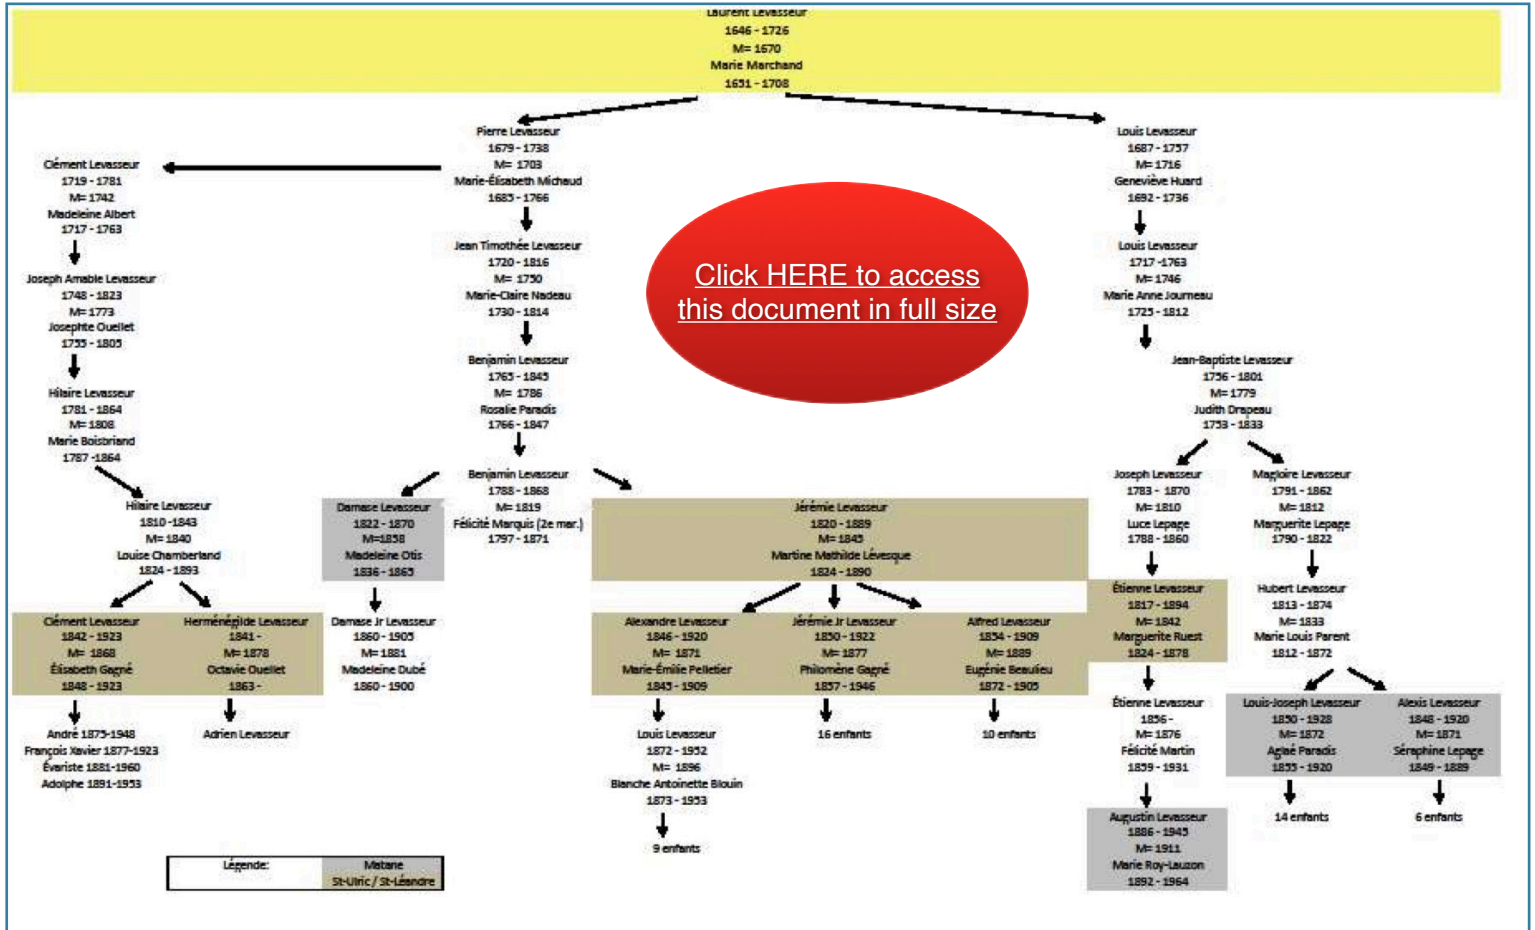 Laurent Levasseur
1646 - 1726
M= 1670
Marie Marchand
1651 - 1708
Pierre Levasseur
1679 - 1738
M= 1703
Marie-Élisabeth Michaud
1685 - 1766
Louis Levasseur
1687 - 1757
M= 1716
Geneviève Huard
1692 - 1736
Clément Levasseur
1719 - 1781
M= 1742
Madeleine Albert
1717 - 1763
Jean Timothée Levasseur
1720 - 1816
M= 1750
Marie-Claire Nadeau
1730 - 1814
Click HERE to access
this document in full size
Louis Levasseur
1717 -1763
M= 1746
Marie Anne Journeau
1725 - 1812
Joseph Amable Levasseur
1748 - 1823
M= 1773
Josephte Ouellet
1755 - 1805
Benjamin Levasseur
1765 - 1845
M= 1786
Rosalie Paradis
1766 - 1847
Jean-Baptiste Levasseur
1756 - 1801
M= 1779
Judith Drapeau
1753 - 1833
Hilaire Levasseur
1781 - 1864
M= 1808
Marie Boisbriand
1787 -1864
Benjamin Levasseur
1788 - 1868
M= 1819
Félicité Marquis (2e mar.)
1797 - 1871
Joseph Levasseur
1783 - 1870
M= 1810
Luce Lepage
1788 - 1860
Magloire Levasseur
1791 - 1862
M= 1812
Marguerite Lepage
1790 - 1822
Hilaire Levasseur
1810 -1843
M= 1840
Louise Chamberland
1824 - 1893
Damase Levasseur
1822 - 1870
M=1858
Madeleine Otis
1836 - 1865
Jérémie Levasseur
1820 - 1889
M= 1845
Martine Mathilde Lévesque
1824 - 1890
Étienne Levasseur
1817 - 1894
M= 1842
Marguerite Ruest
1824 - 1878
Hubert Levasseur
1813 - 1874
M= 1833
Marie Louis Parent
1812 - 1872
Clément Levasseur
1842 - 1923
M= 1868
Élisabeth Gagné
1848 - 1923
Herménégilde Levasseur
1841 -
M= 1878
Octavie Ouellet
1863 -
Damase Jr Levasseur
1860 - 1905
M= 1881
Madeleine Dubé
1860 - 1900
Alexandre Levasseur
1846 - 1920
M= 1871
Marie-Émilie Pelletier
1845 - 1909
Jérémie Jr Levasseur
1850 - 1922
M= 1877
Philomène Gagné
1857 - 1946
Alfred Levasseur
1854 - 1909
M= 1889
Eugénie Beaulieu
1872 - 1905
Étienne Levasseur
1856 -
M= 1876
Félicité Martin
1859 - 1931
Louis-Joseph Levasseur
1850 - 1928
M= 1872
Aglaé Paradis
1855 - 1920
Alexis Levasseur
1848 - 1920
M= 1871
Séraphine Lepage
1849 - 1889
André 1875-1948
François Xavier 1877-1923
Évariste 1881-1960
Adolphe 1891-1953
Adrien Levasseur
Louis Levasseur
1872 - 1952
M= 1896
Blanche Antoinette Blouin
1873 - 1953
16 enfants
10 enfants
9 enfants
Augustin Levasseur
1886 - 1945
M= 1911
Marie Roy-Lauzon
1892 - 1964
14 enfants
6 enfants
Légende:
Matane
St-Ulric / St-Léandre